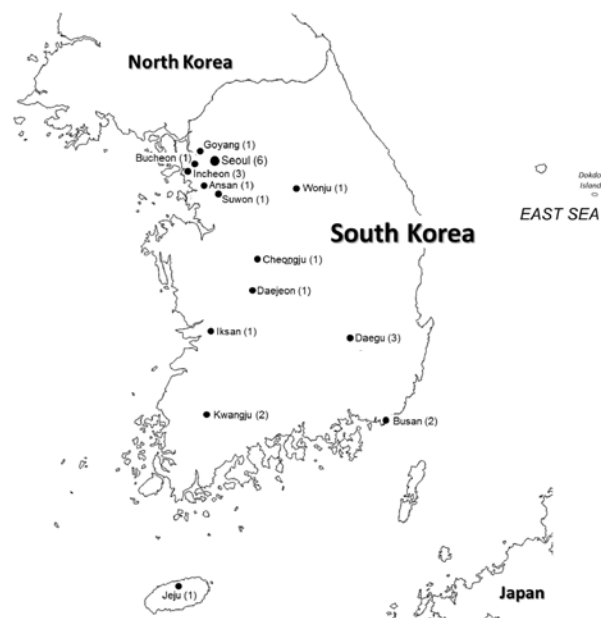 North Korea
Goyang (1)
Bucheon (1)
Seoul (6)
Incheon (3)
Ansan (1)
Wonju (1)
Suwon (1)
Dokdo
Island
EAST SEA
South Korea
Cheongju (1)
Daejeon (1)
Iksan (1)
Daegu (3)
Kwangju (2)
Busan (2)
Jeju (1)
Japan